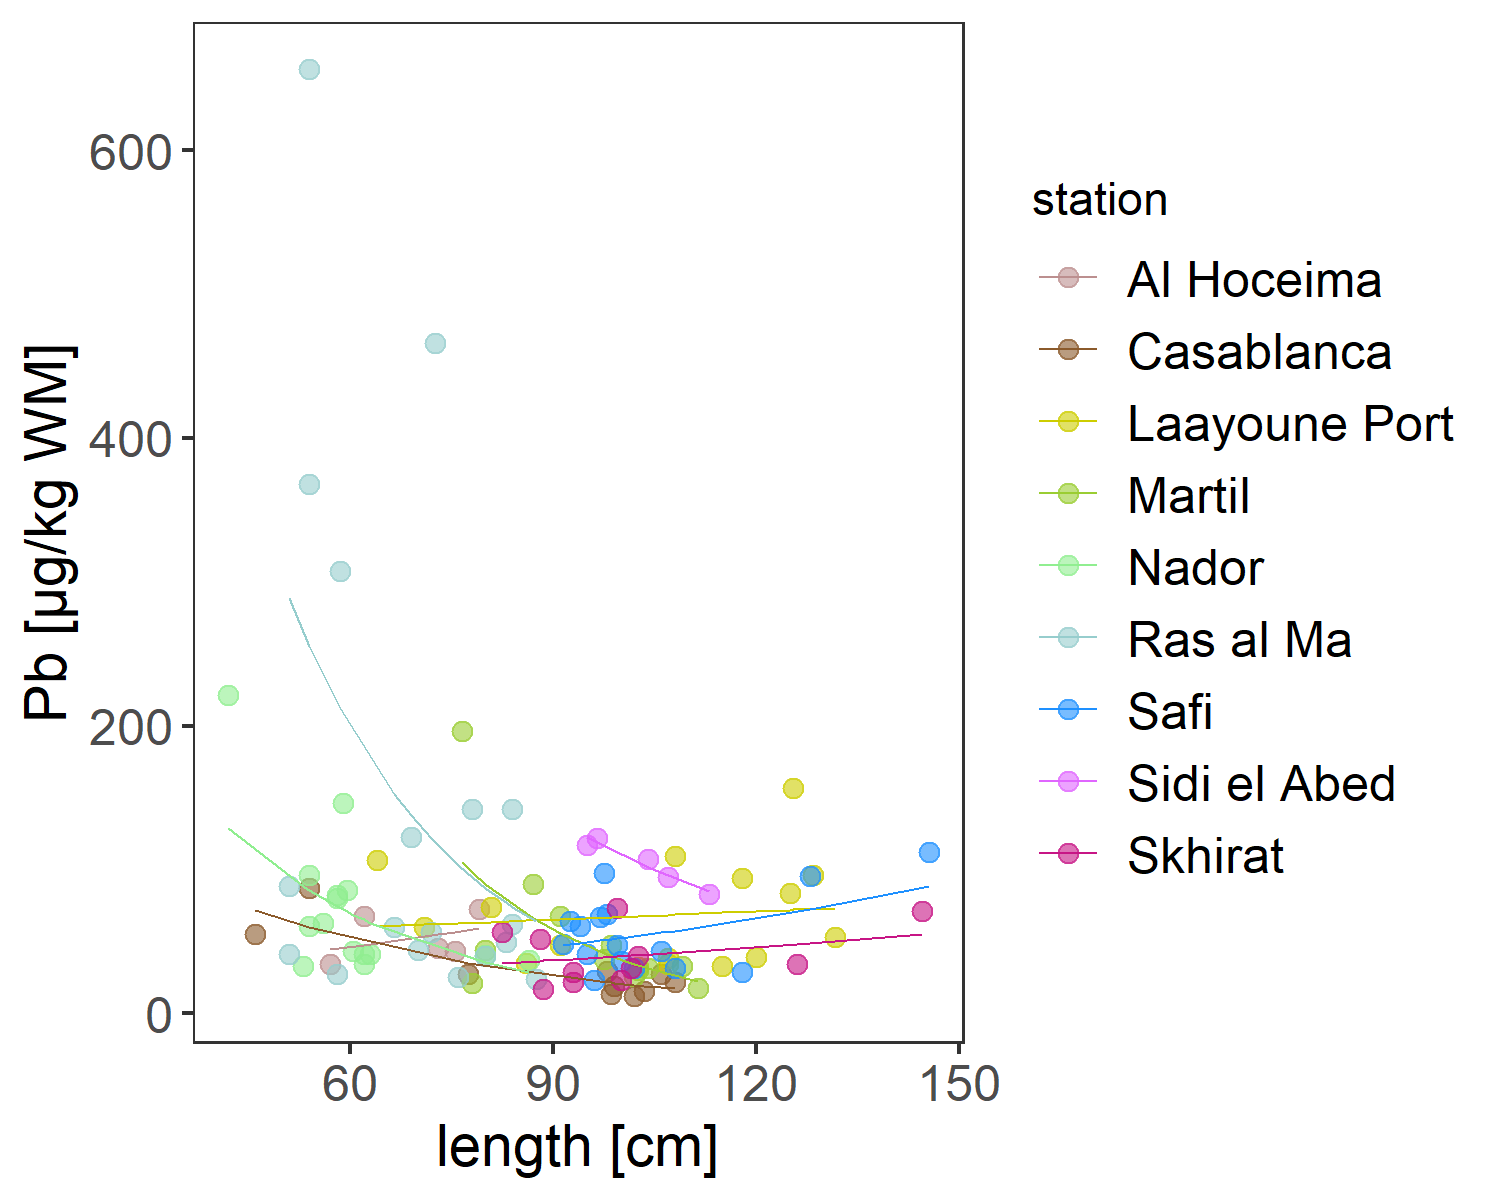 Pb [µg/kg WM]
600
400
200
0
60 90 120 150
length [cm]
station
Al Hoceima
Casablanca
Laayoune Port
Martil
Nador
Ras al Ma
Safi
Sidi el Abed
Skhirat